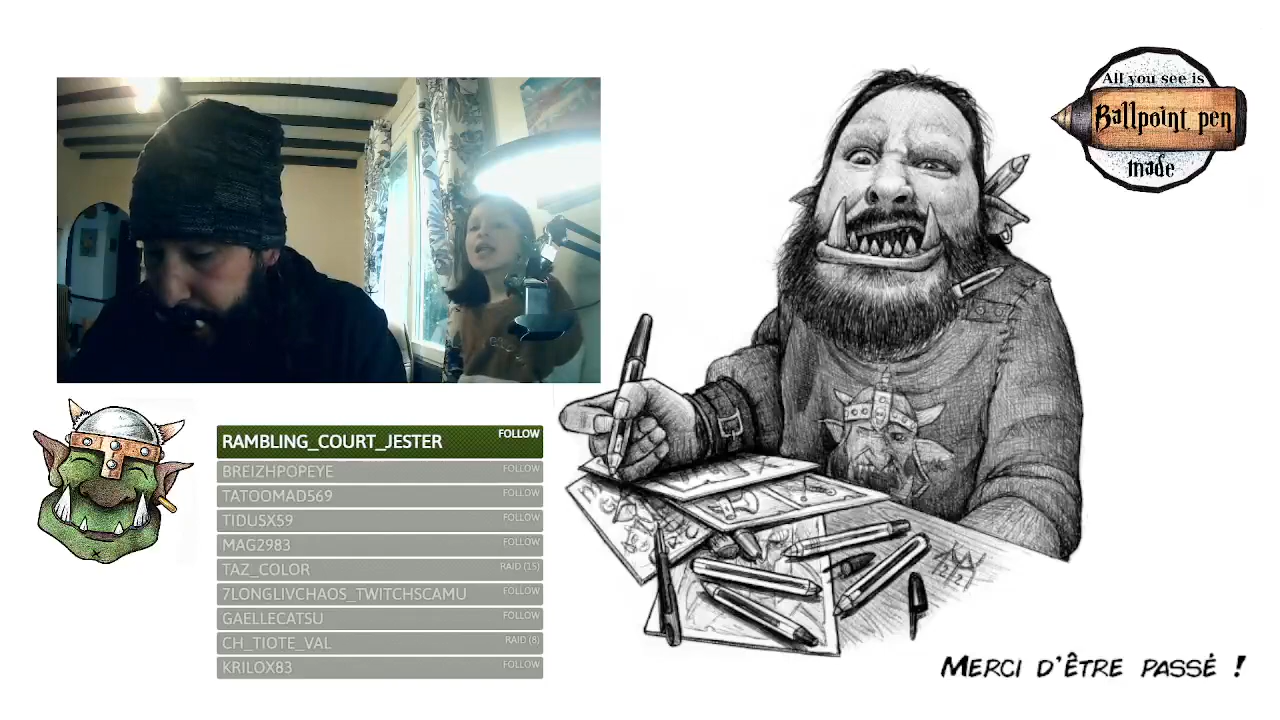 All you see is
Ballpoint pen
made
RAMBLING_COURT_JESTER FOLLOW
BREIZHPOPEYE FOLLOW
TATOOMAD569 FOLLOW
TIDUSX59 FOLLOW
MAG2983 FOLLOW
TAZ_COLOR RAID (15)
7LONGLIVCHAOS_TWITCHSCAMU FOLLOW
GAELLECATSU FOLLOW
CH_TIOTE_VAL RAID (8)
KRILOX83 FOLLOW
MERCI D'ÊTRE PASSÉ !